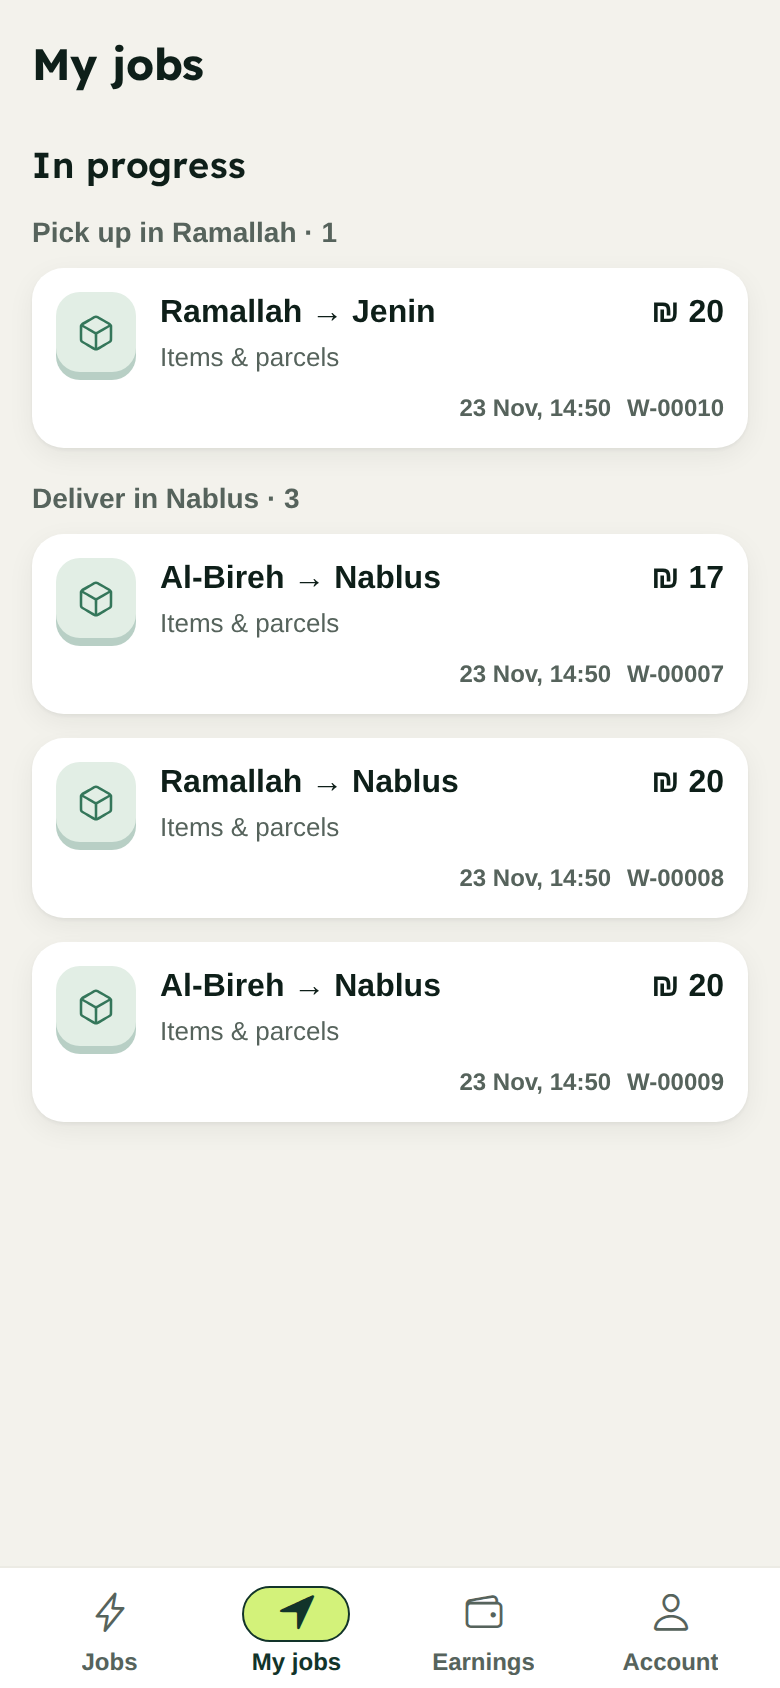 My jobs
In progress
Pick up in Ramallah · 1
Ramallah → Jenin ₪ 20
Items & parcels
23 Nov, 14:50 W-00010
Deliver in Nablus · 3
Al-Bireh → Nablus ₪ 17
Items & parcels
23 Nov, 14:50 W-00007
Ramallah → Nablus ₪ 20
Items & parcels
23 Nov, 14:50 W-00008
Al-Bireh → Nablus ₪ 20
Items & parcels
23 Nov, 14:50 W-00009
Jobs My jobs Earnings Account